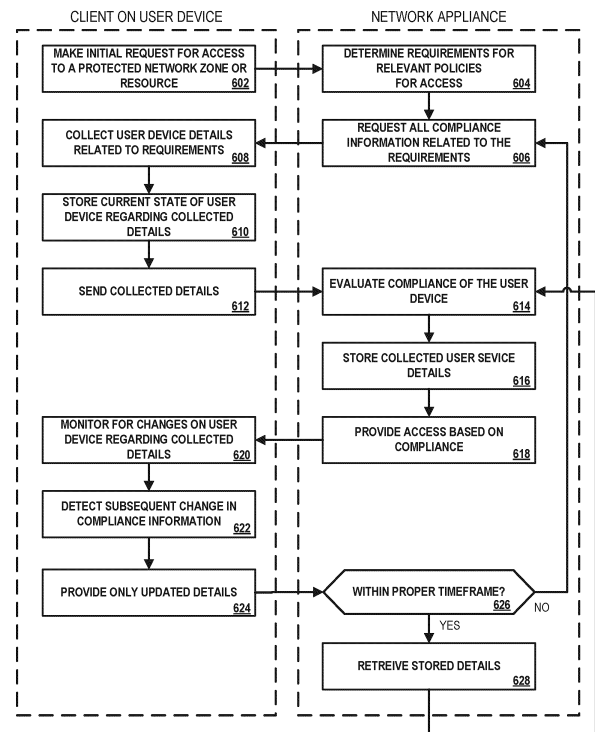 CLIENT ON USER DEVICE
NETWORK APPLIANCE
MAKE INITIAL REQUEST FOR ACCESS
TO A PROTECTED NETWORK ZONE OR
RESOURCE
602
DETERMINE REQUIREMENTS FOR
RELEVANT POLICIES
FOR ACCESS
604
REQUEST ALL COMPLIANCE
INFORMATION RELATED TO THE
REQUIREMENTS
606
COLLECT USER DEVICE DETAILS
RELATED TO REQUIREMENTS
608
STORE CURRENT STATE OF USER
DEVICE REGARDING COLLECTED
DETAILS
610
SEND COLLECTED DETAILS
612
EVALUATE COMPLIANCE OF THE USER
DEVICE
614
STORE COLLECTED USER SEVICE
DETAILS
616
PROVIDE ACCESS BASED ON
COMPLIANCE
618
MONITOR FOR CHANGES ON USER
DEVICE REGARDING COLLECTED
DETAILS
620
DETECT SUBSEQUENT CHANGE IN
COMPLIANCE INFORMATION
622
PROVIDE ONLY UPDATED DETAILS
624
WITHIN PROPER TIMEFRAME?
626
NO
YES
RETREIVE STORED DETAILS
628